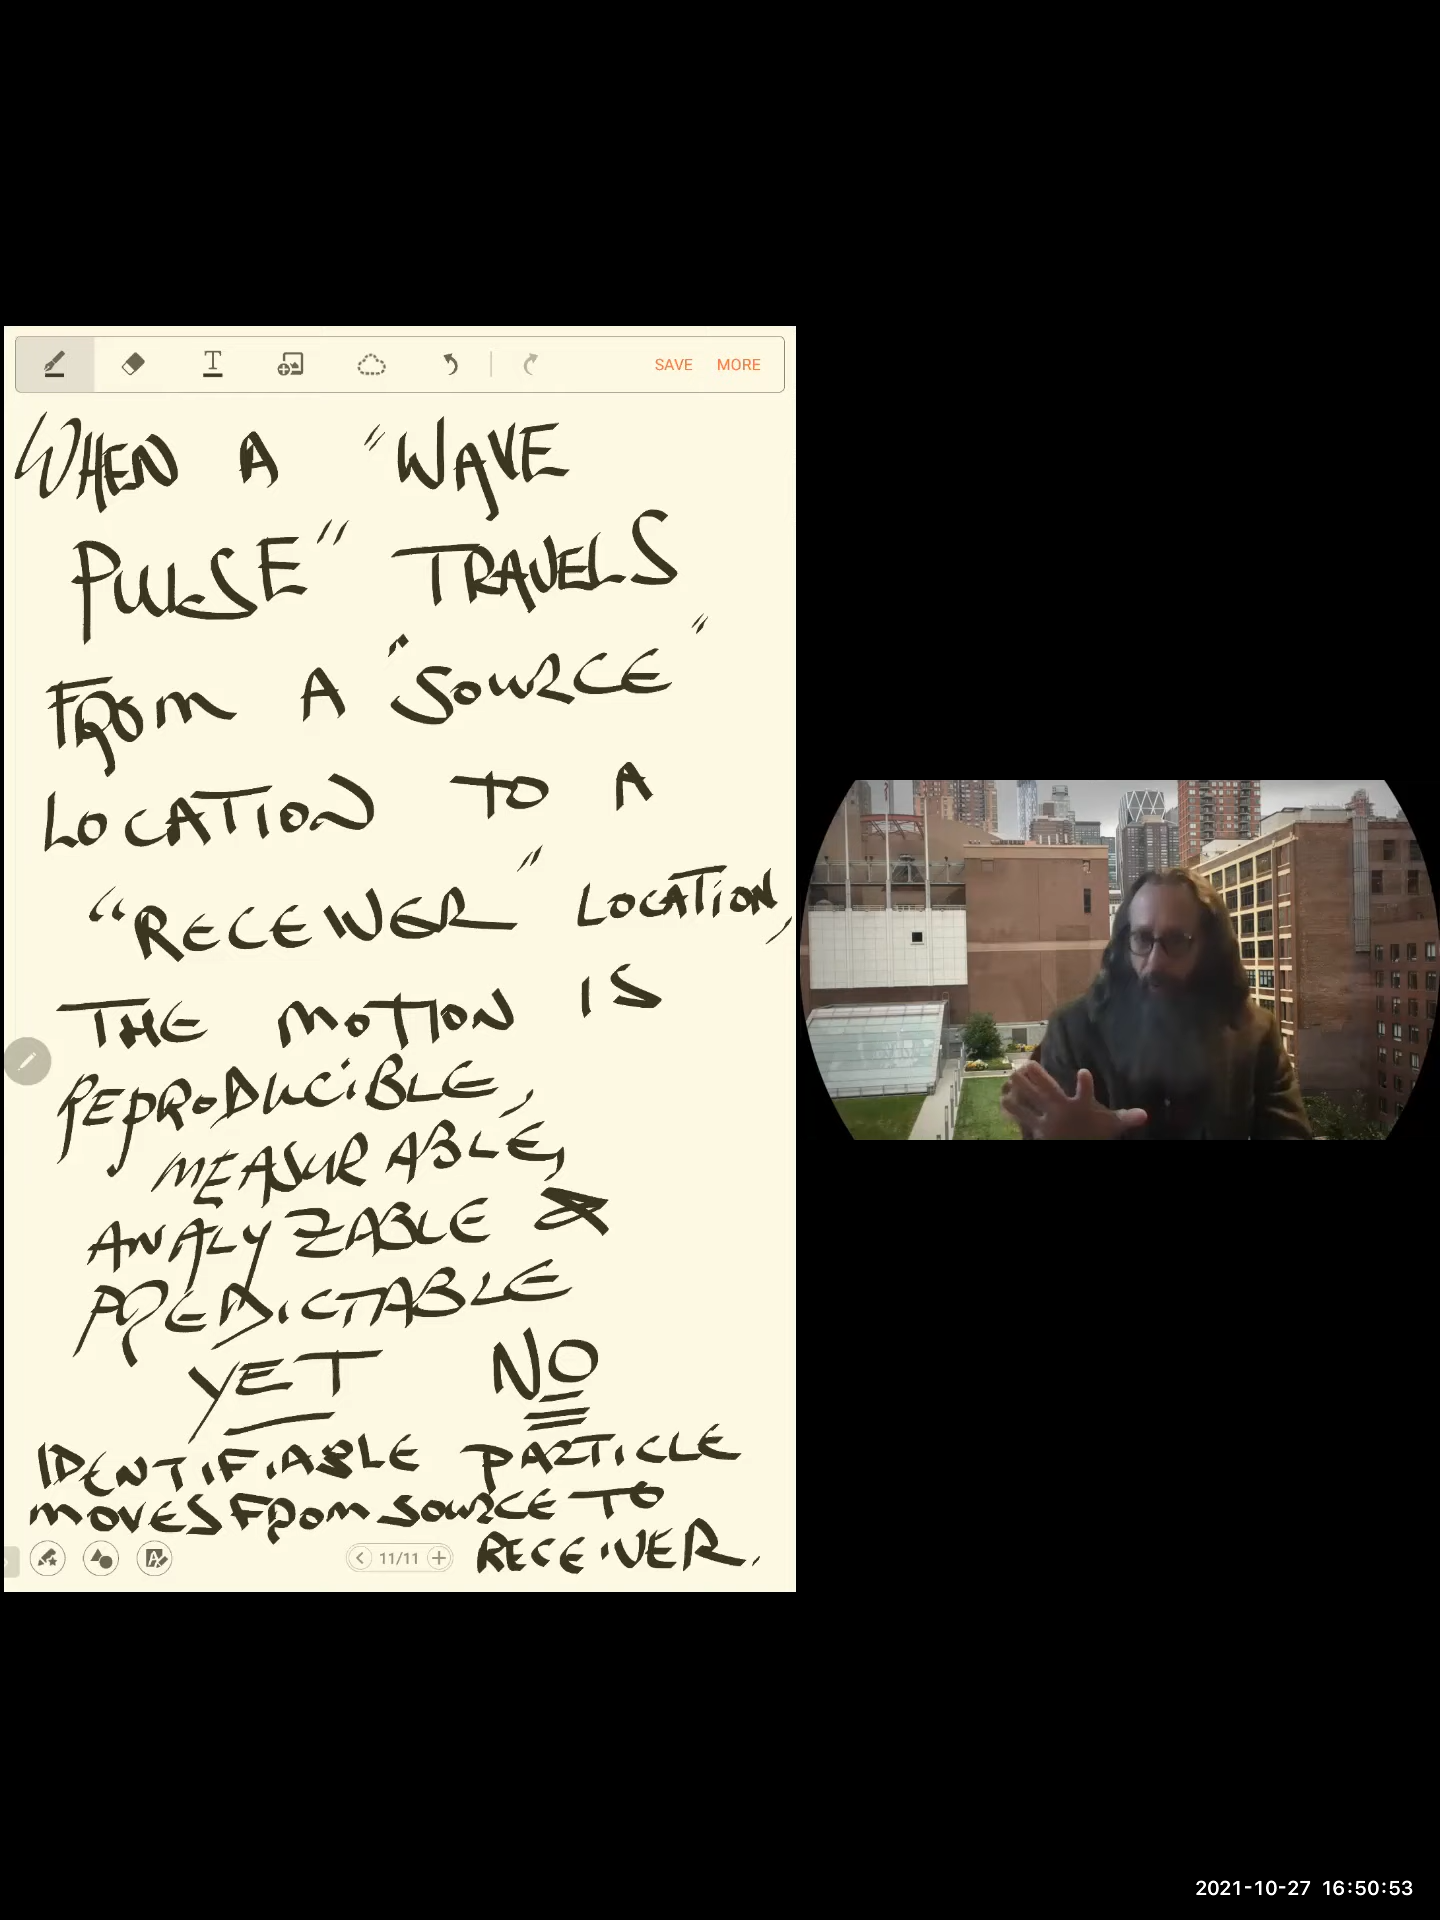 T SAVE MORE
WHEN A "WAVE
PULSE" TRAVELS
FROM A "SOURCE"
LOCATION TO A
"RECEIVER" LOCATION,
THE MOTION IS
REPRODUCIBLE,
MEASURABLE,
ANALYZABLE &
PREDICTABLE
YET NO
IDENTIFIABLE PARTICLE
MOVES FROM SOURCE TO
RECEIVER.
11/11
2021-10-27 16:50:53